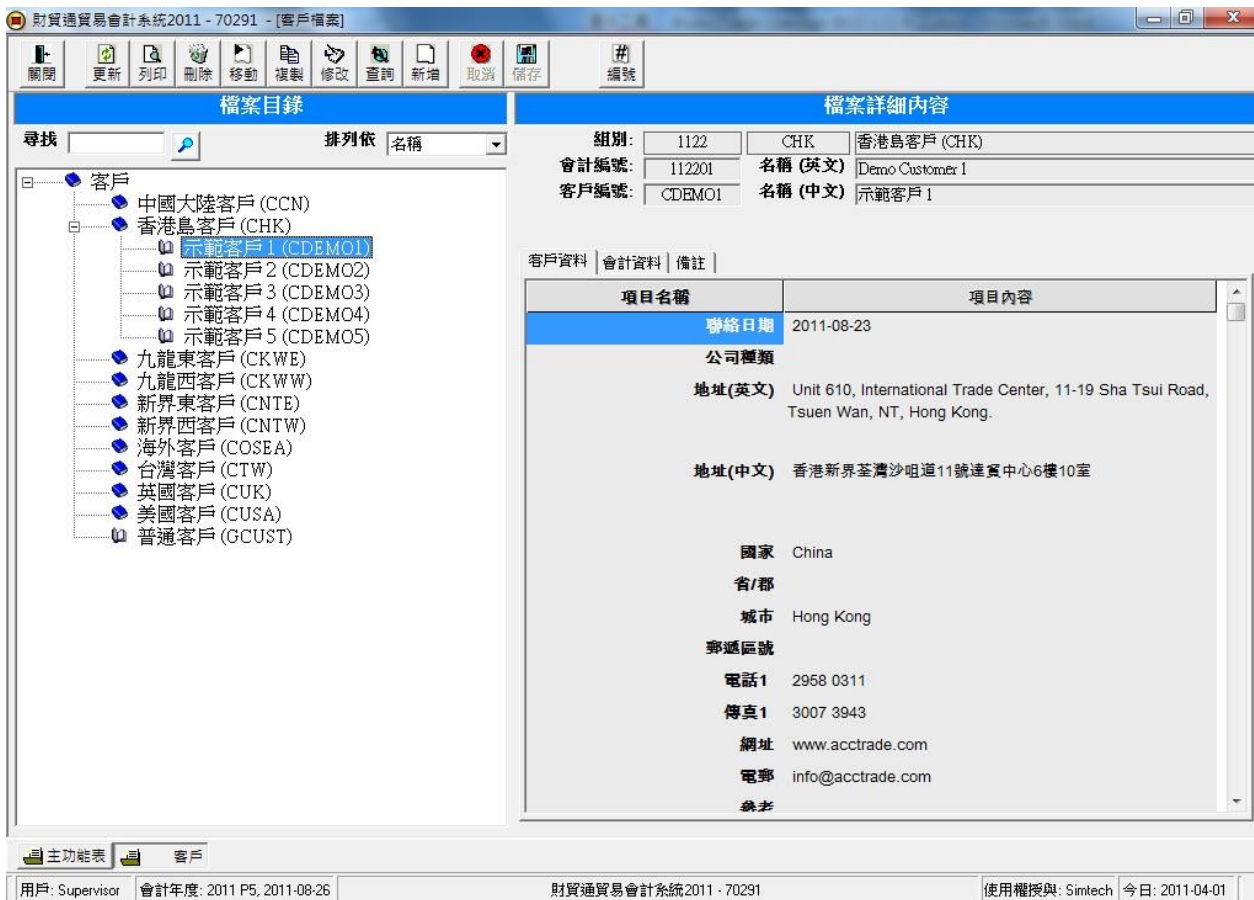 財貿通貿易會計系統2011 - 70291 - [客戶檔案]
關閉 更新 列印 刪除 移動 複製 修改 查詢 新增 取消 儲存 # 編號
檔案目錄
尋找 排列依 名稱
客戶
中國大陸客戶 (CCN)
香港島客戶 (CHK)
示範客戶 1 (CDEMO1)
示範客戶 2 (CDEMO2)
示範客戶 3 (CDEMO3)
示範客戶 4 (CDEMO4)
示範客戶 5 (CDEMO5)
九龍東客戶 (CKWE)
九龍西客戶 (CKWW)
新界東客戶 (CNTE)
新界西客戶 (CNTW)
海外客戶 (COSEA)
台灣客戶 (CTW)
英國客戶 (CUK)
美國客戶 (CUSA)
普通客戶 (GCUST)
檔案詳細內容
組別: 1122 CHK 香港島客戶 (CHK)
會計編號: 112201 名稱 (英文) Demo Customer 1
客戶編號: CDEMO1 名稱 (中文) 示範客戶 1
客戶資料 會計資料 備註
項目名稱 項目內容
聯絡日期 2011-08-23
公司種類
地址(英文) Unit 610, International Trade Center, 11-19 Sha Tsui Road,
Tsuen Wan, NT, Hong Kong.
地址(中文) 香港新界荃灣沙咀道11號達貿中心6樓10室
國家 China
省/郡
城市 Hong Kong
郵遞區號
電話1 2958 0311
傳真1 3007 3943
網址 www.acctrade.com
電郵 info@acctrade.com
參考
主功能表 客戶
用戶: Supervisor 會計年度: 2011 P5, 2011-08-26 財貿通貿易會計系統2011 - 70291 使用權授與: Simtech 今日: 2011-04-01